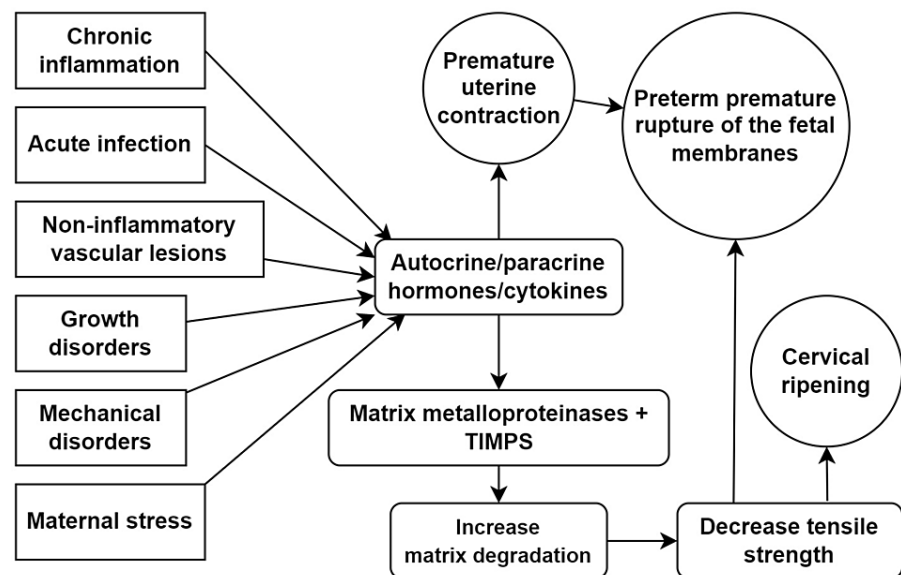 Chronic
inflammation
Acute infection
Non-inflammatory
vascular lesions
Growth
disorders
Mechanical
disorders
Maternal stress
Premature
uterine
contraction
Preterm premature
rupture of the fetal
membranes
Autocrine/paracrine
hormones/cytokines
Cervical
ripening
Matrix metalloproteinases +
TIMPS
Increase
matrix degradation
Decrease tensile
strength